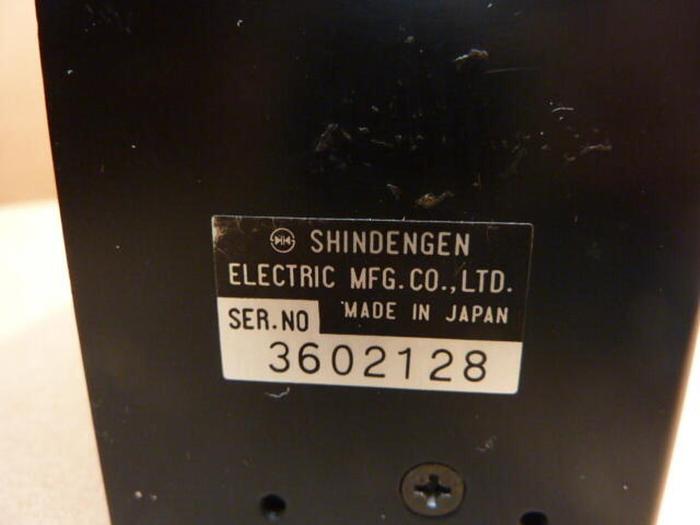 SHINDENGEN
ELECTRIC MFG.CO.,LTD.
MADE IN JAPAN
SER.NO
3602128